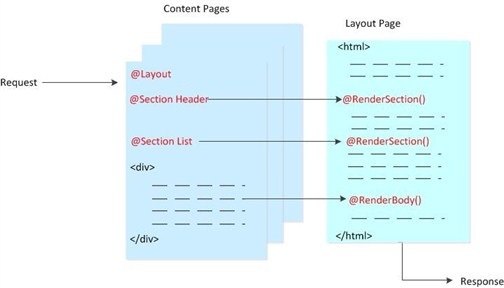 Content Pages
Layout Page
Request
@Layout
@Section Header
@Section List
<div>
</div>
<html>
@RenderSection()
@RenderSection()
@RenderBody()
</html>
Response